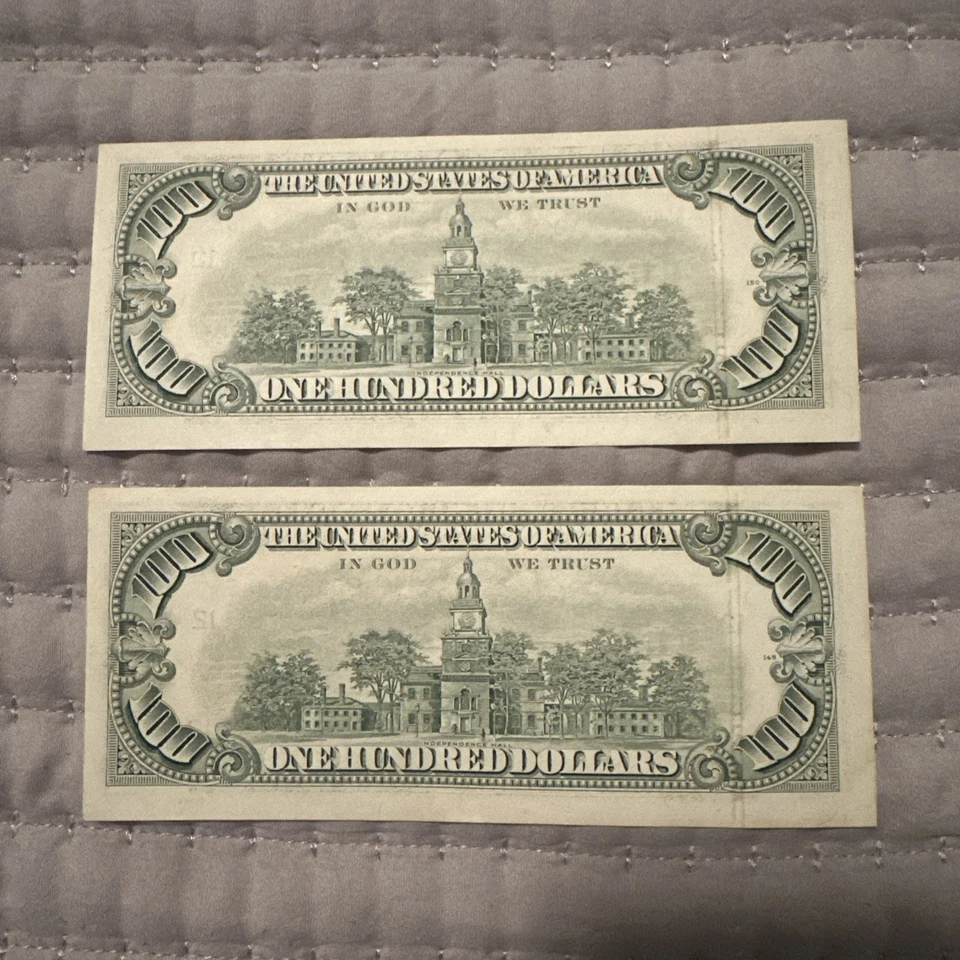 THE UNITED STATES OF AMERICA
IN GOD WE TRUST
100 100
INDEPENDENCE HALL
100 100
ONE HUNDRED DOLLARS
THE UNITED STATES OF AMERICA
IN GOD WE TRUST
100 100
INDEPENDENCE HALL
100 100
ONE HUNDRED DOLLARS